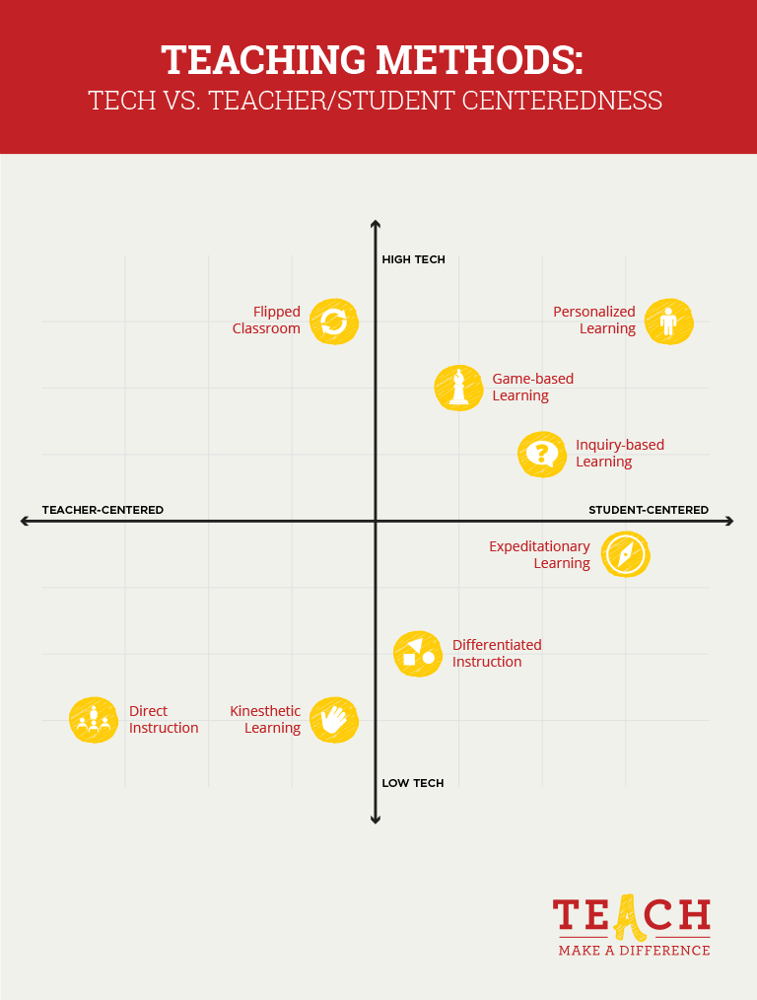 TEACHING METHODS:
TECH VS. TEACHER/STUDENT CENTEREDNESS
HIGH TECH
Flipped
Classroom
Personalized
Learning
Game-based
Learning
Inquiry-based
Learning
TEACHER-CENTERED
STUDENT-CENTERED
Expeditationary
Learning
Differentiated
Instruction
Direct
Instruction
Kinesthetic
Learning
LOW TECH
TEACH
MAKE A DIFFERENCE